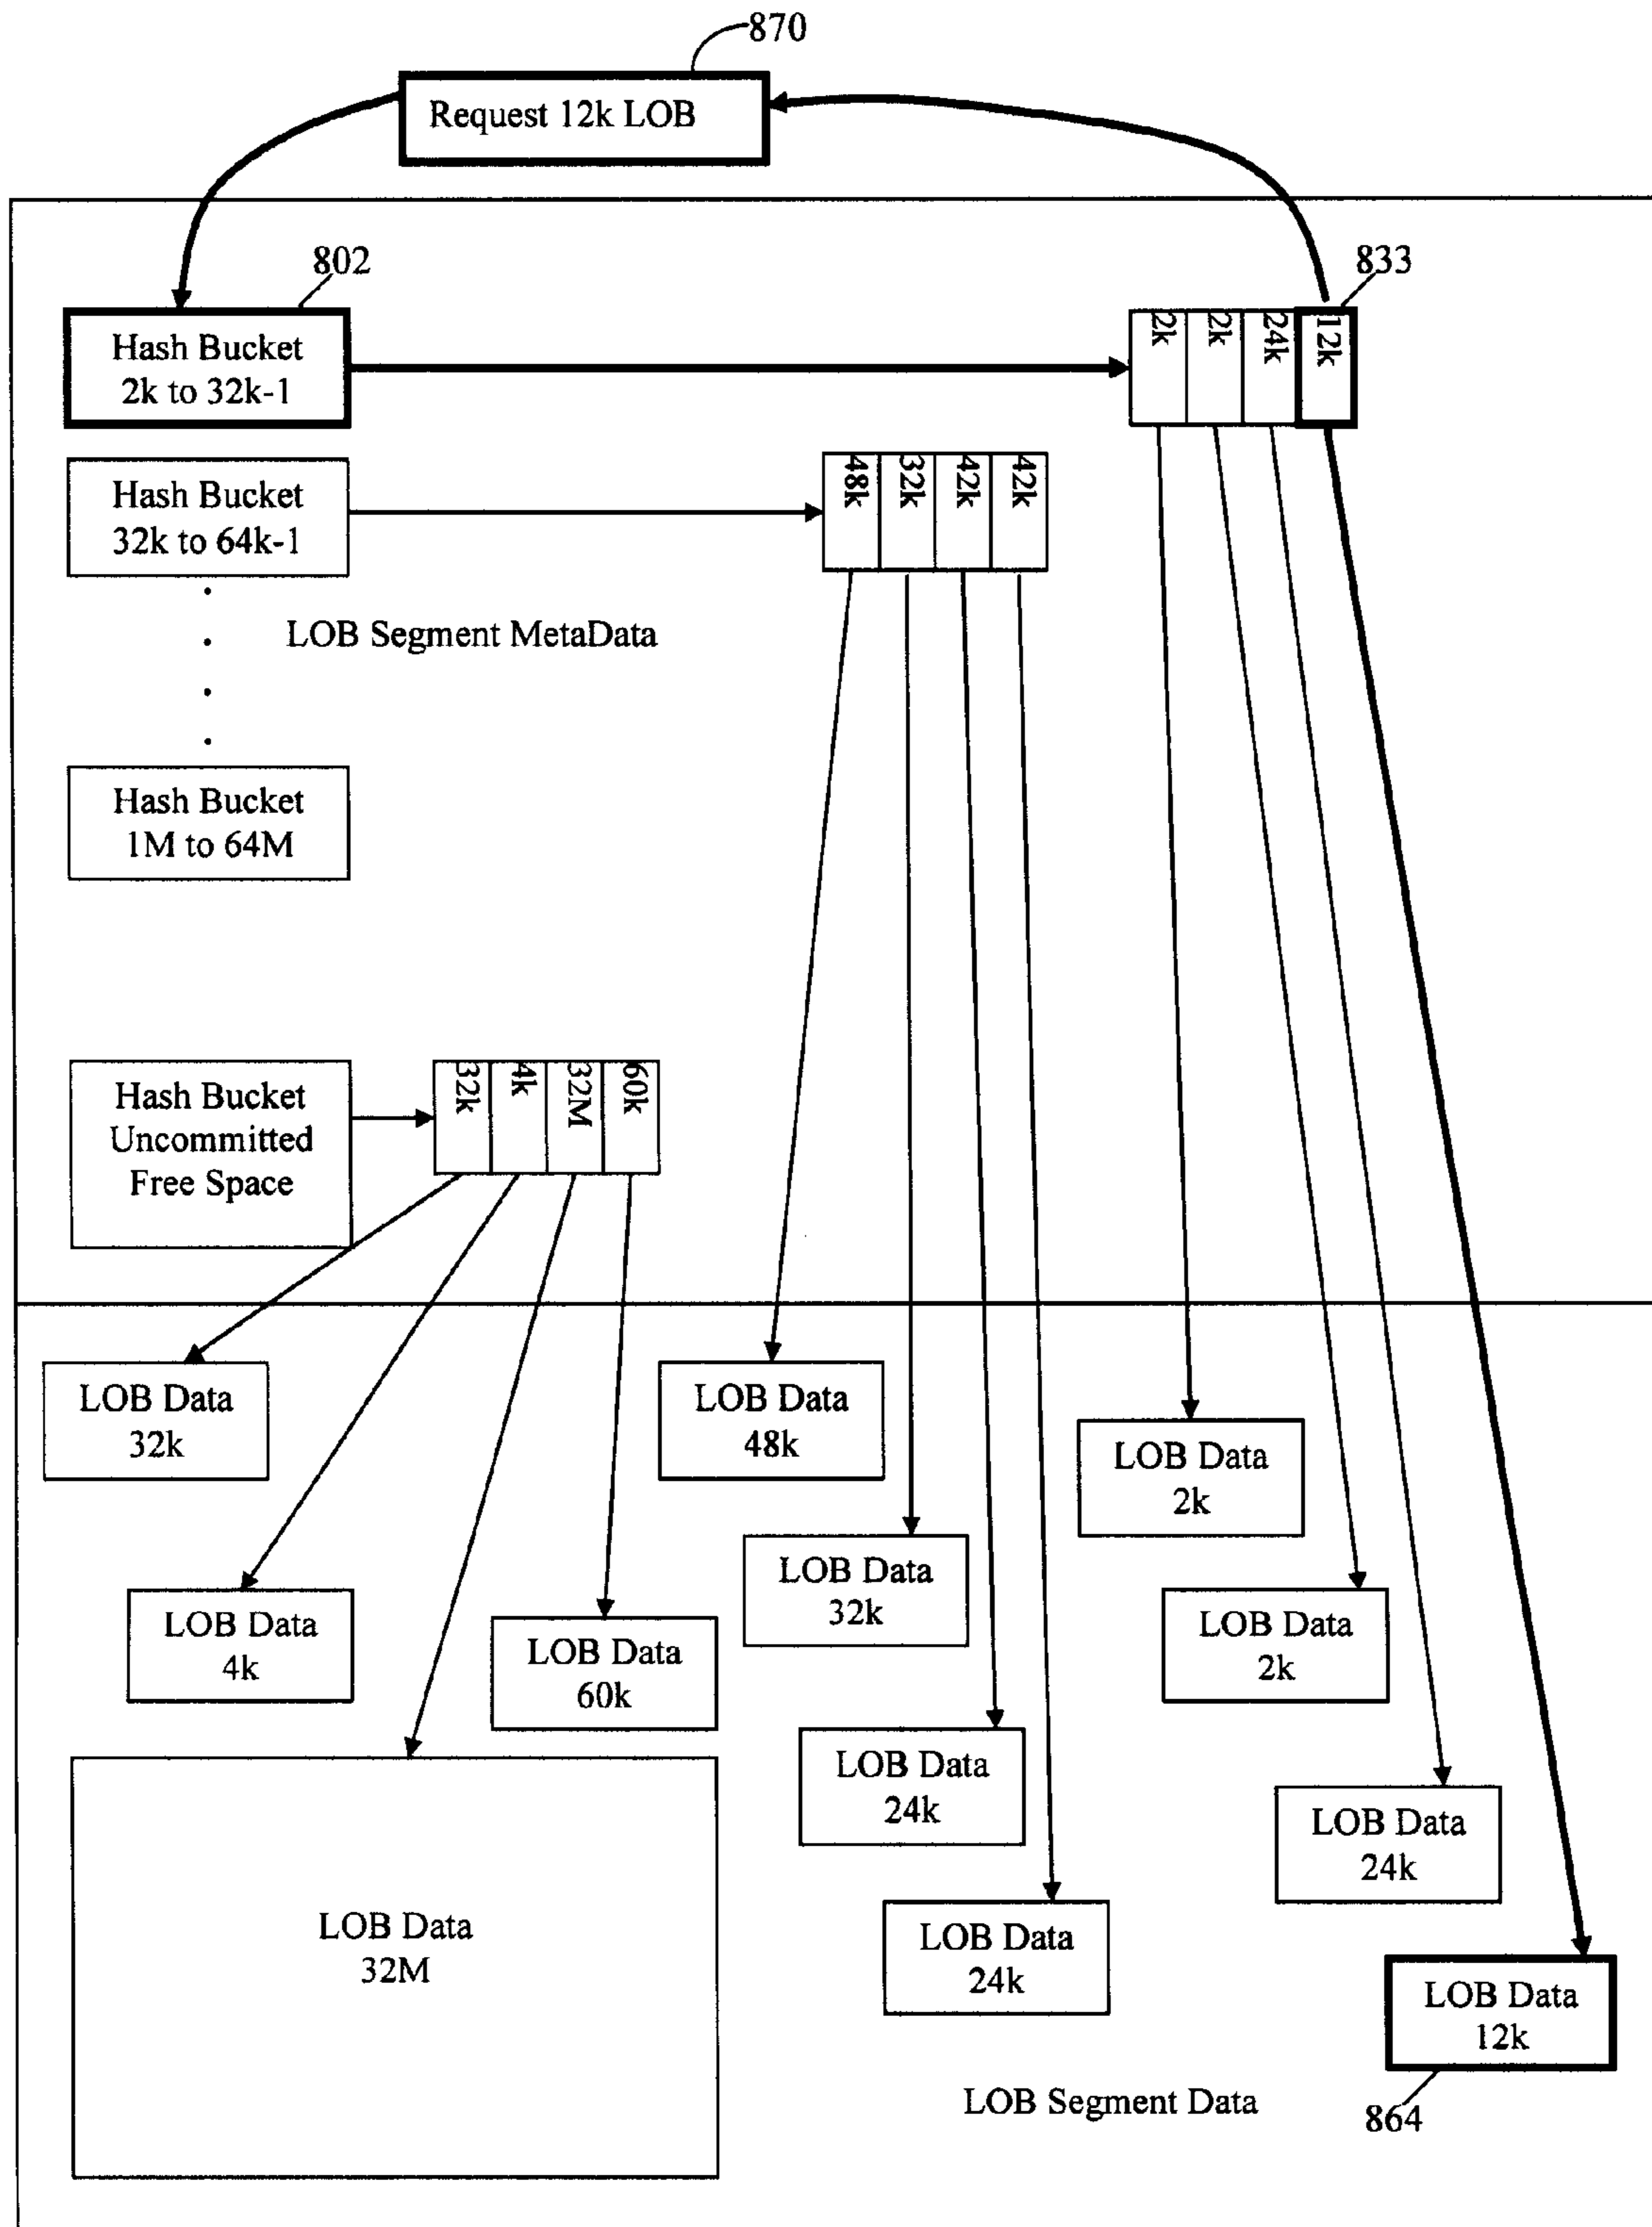 870
Request 12k LOB
802
833
Hash Bucket
2k to 32k-1
2k
2k
24k
12k
Hash Bucket
32k to 64k-1
48k
32k
42k
42k
LOB Segment MetaData
Hash Bucket
1M to 64M
Hash Bucket
Uncommitted
Free Space
32k
4k
32M
60k
LOB Data
32k
LOB Data
48k
LOB Data
2k
LOB Data
4k
LOB Data
60k
LOB Data
32k
LOB Data
2k
LOB Data
24k
LOB Data
24k
LOB Data
32M
LOB Data
24k
LOB Data
12k
LOB Segment Data
864